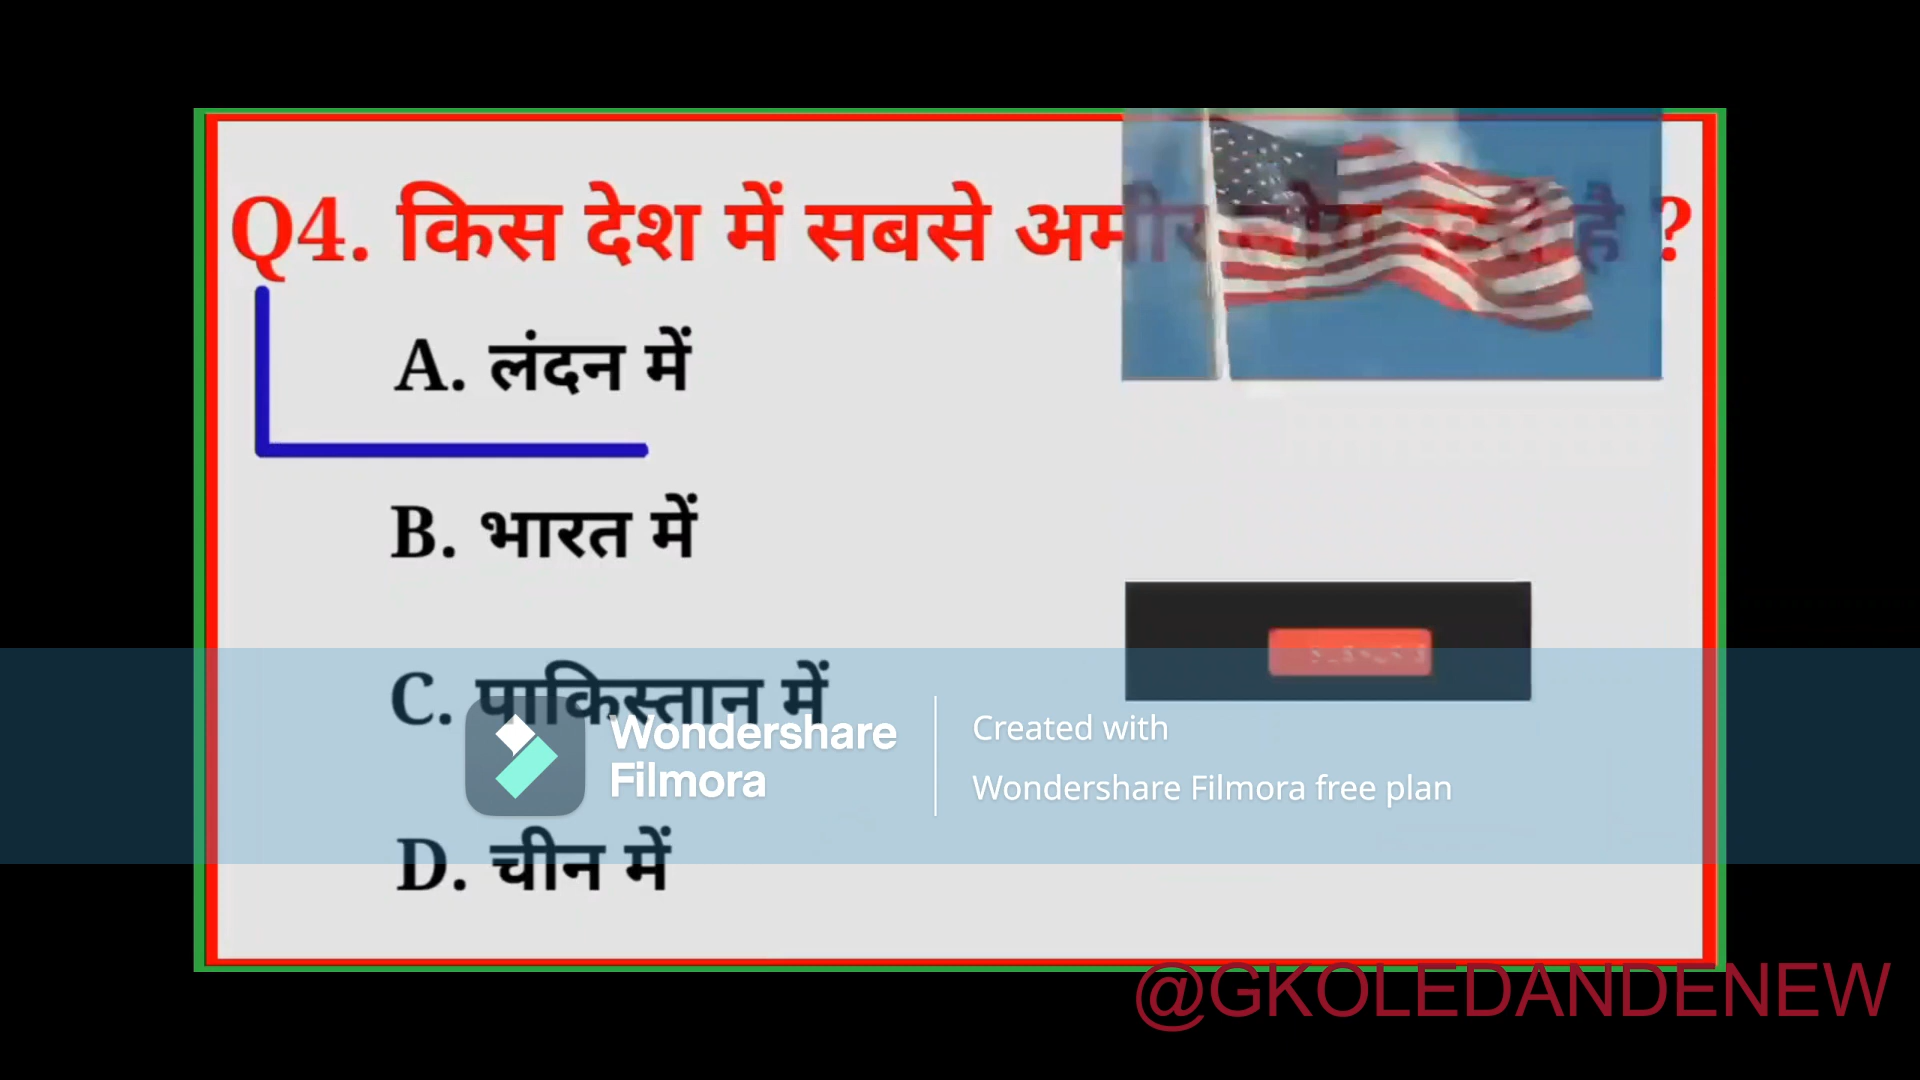 Q4. किस देश में सबसे अमीर लोग है ?
A. लंदन में
B. भारत में
C. पाकिस्तान में
D. चीन में
Wondershare
Filmora
Created with
Wondershare Filmora free plan
@GKOLEDANDENEW